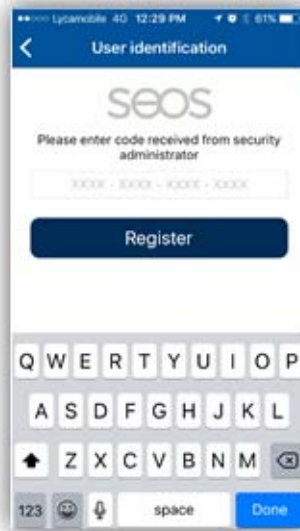 Lycamobile 4G 12:29 PM 61%
User identification
SEOS
Please enter code received from security
administrator
XXXX - XXXX - XXXX - XXXX
Register
Q W E R T Y U I O P
A S D F G H J K L
Z X C V B N M
123 space Done